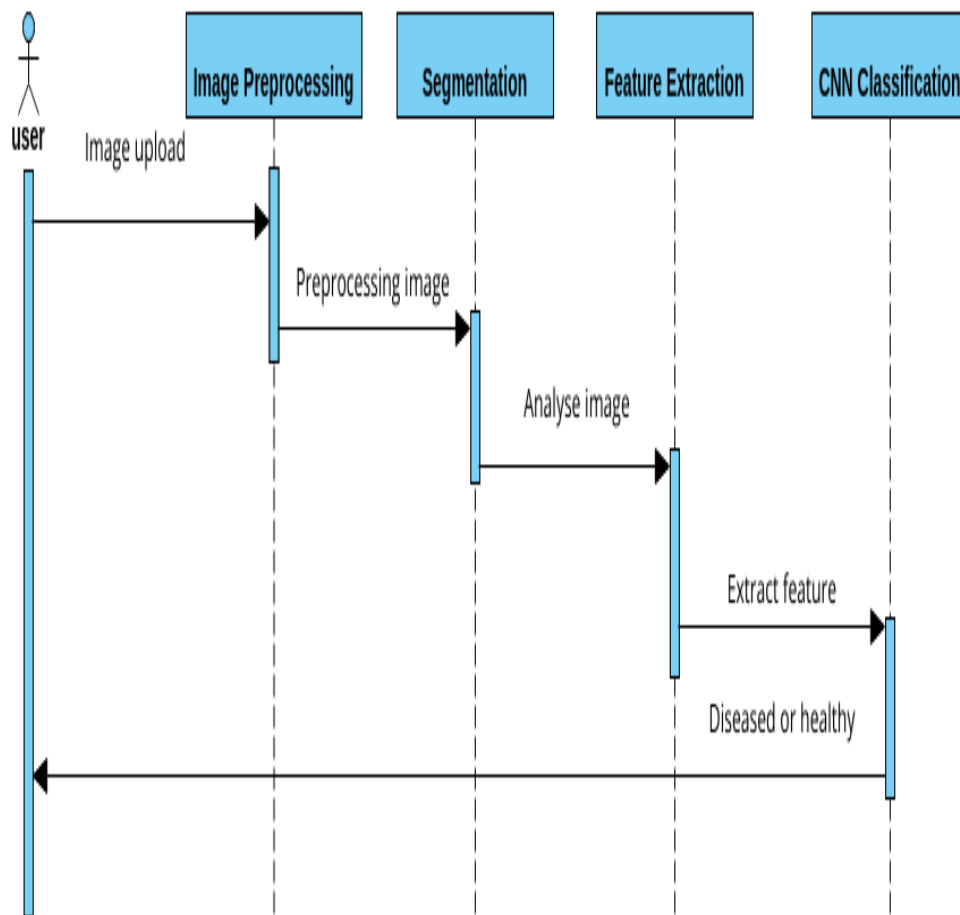 Image Preprocessing
Segmentation
Feature Extraction
CNN Classification
user
Image upload
Preprocessing image
Analyse image
Extract feature
Diseased or healthy